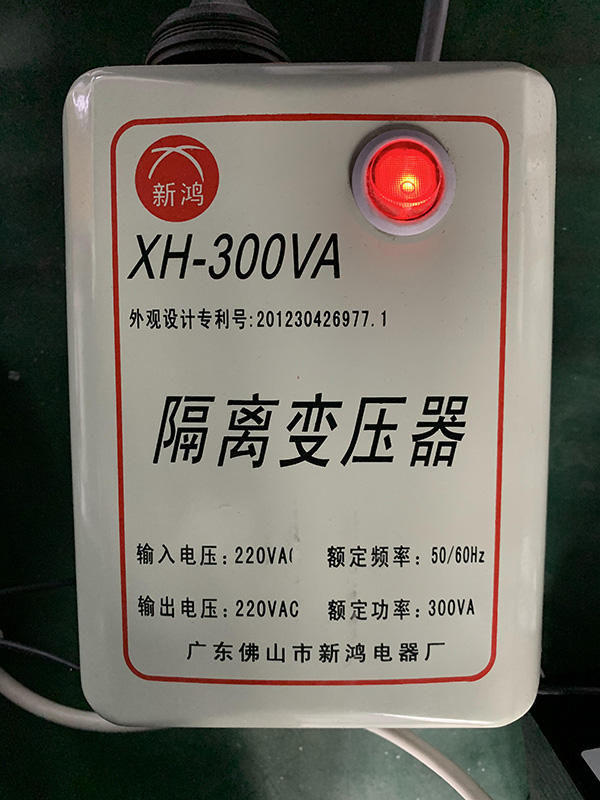 新鸿
XH-300VA
外观设计专利号:201230426977.1
隔离变压器
输入电压:220VAC 额定频率:50/60Hz
输出电压:220VAC 额定功率:300VA
广东佛山市新鸿电器厂